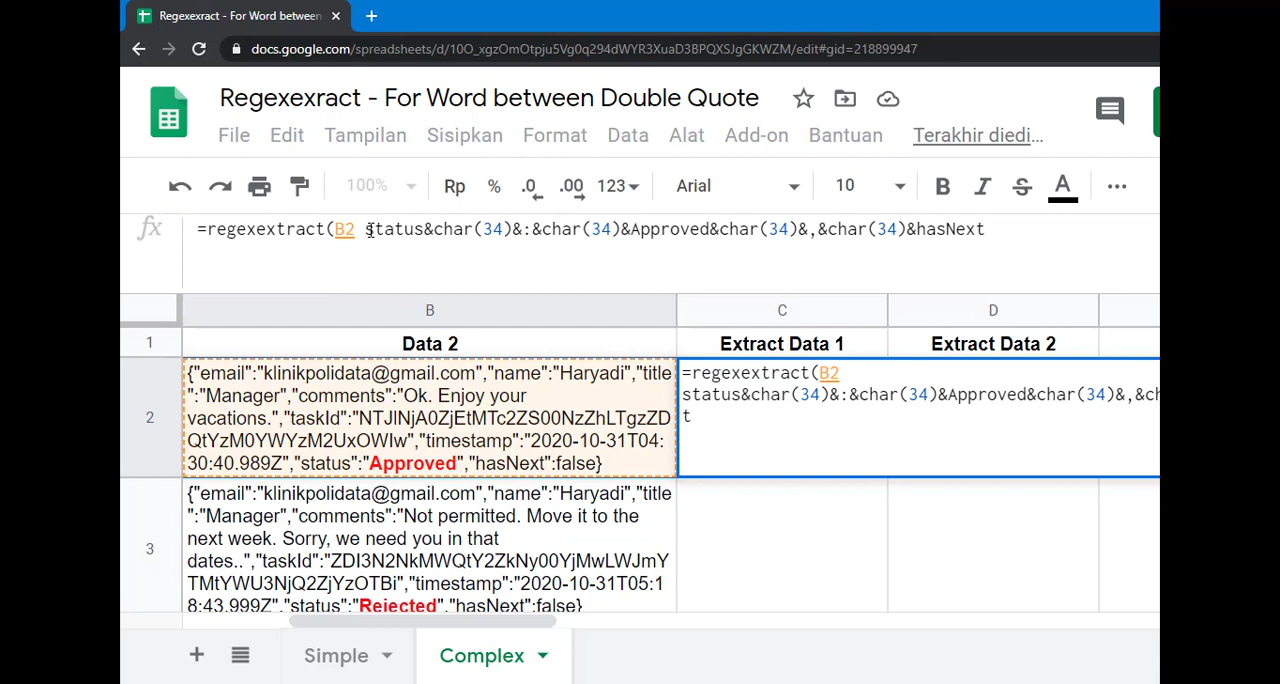 Regexexract - For Word between
docs.google.com/spreadsheets/d/10O_xgzOmOtpju5Vg0q294dWYR3XuaD3BPQXSJgGKWZM/edit#gid=218899947
Regexexract - For Word between Double Quote
File Edit Tampilan Sisipkan Format Data Alat Add-on Bantuan Terakhir diedi...
100% Rp % .0 .00 123 Arial 10 B I S A
fx =regexextract(B2 status&char(34)&:&char(34)&Approved&char(34)&,&char(34)&hasNext
B C D
1 Data 2 Extract Data 1 Extract Data 2
{"email":"klinikpolidata@gmail.com","name":"Haryadi","title
":"Manager","comments":"Ok. Enjoy your
vacations.","taskId":"NTJlNjA0ZjEtMTc2ZS00NzZhLTgzZD
QtYzM0YWYzM2UxOWIw","timestamp":"2020-10-31T04:
30:40.989Z","status":"Approved","hasNext":false}
2
=regexextract(B2
status&char(34)&:&char(34)&Approved&char(34)&,&ch
t
{"email":"klinikpolidata@gmail.com","name":"Haryadi","title
":"Manager","comments":"Not permitted. Move it to the
next week. Sorry, we need you in that
dates..","taskId":"ZDI3N2NkMWQtY2ZkNy00YjMwLWJmY
TMtYWU3NjQ2ZjYzOTBi","timestamp":"2020-10-31T05:1
8:43.999Z","status":"Rejected","hasNext":false}
3
Simple Complex